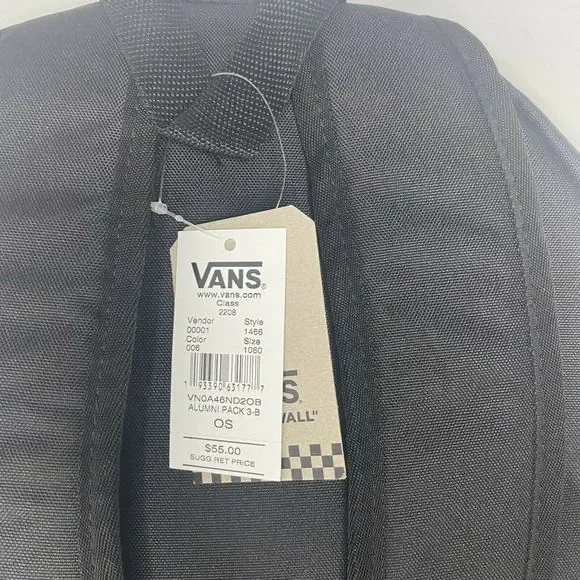 VANS®
www.vans.com
Class
2208
Vendor Style
00001 1466
Color Size
006 1060
1 93390 63177 7
VN0A46ND2OB
ALUMNI PACK 3-B
OS
$55.00
SUGG RET PRICE
S.
WALL"